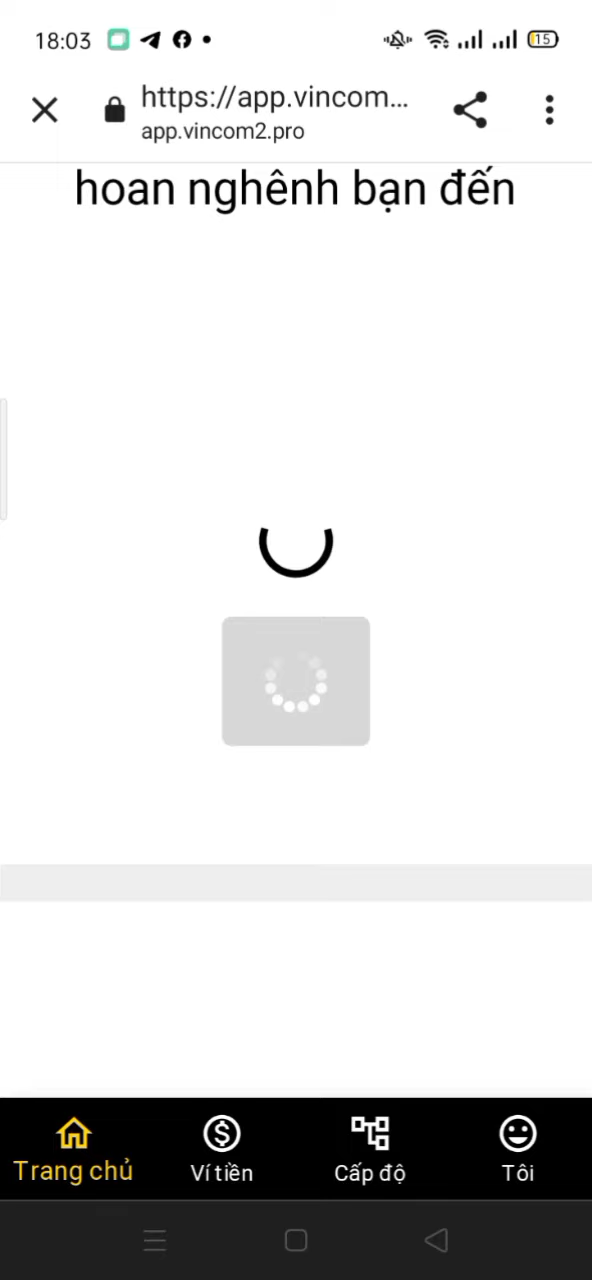 18:03
15
https://app.vincom...
app.vincom2.pro
hoan nghênh bạn đến
Trang chủ
Ví tiền
Cấp độ
Tôi